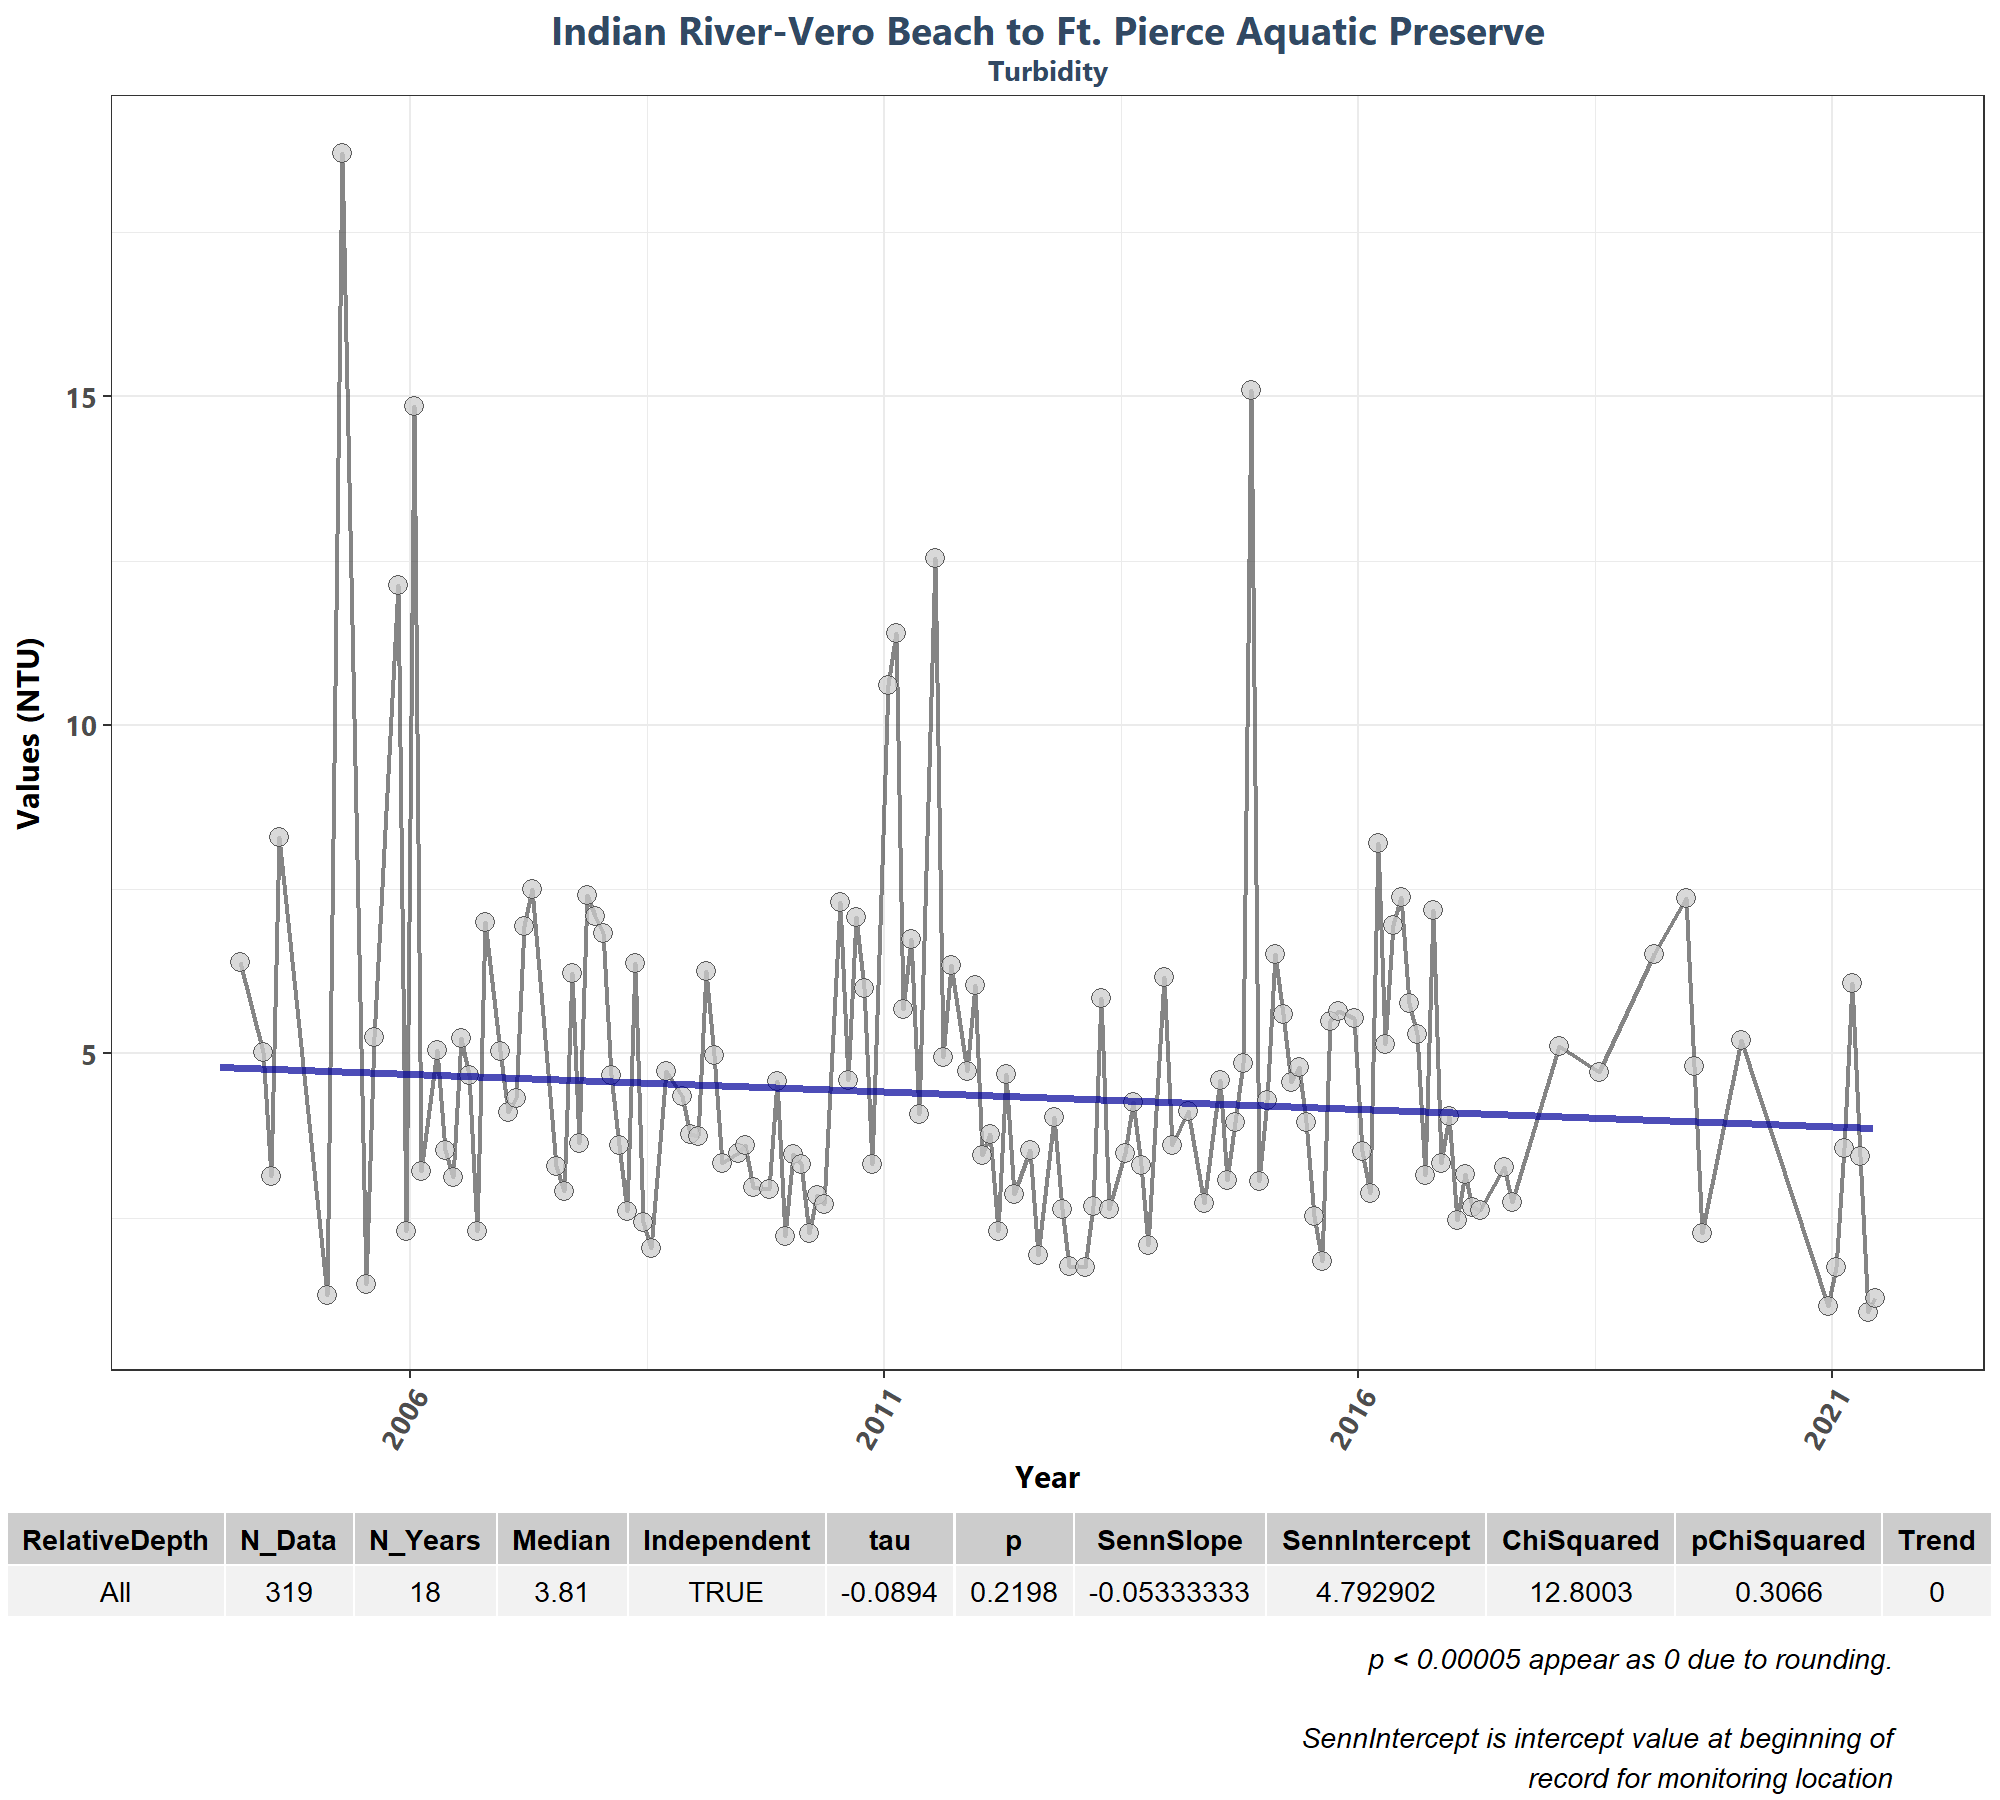 Indian River-Vero Beach to Ft. Pierce Aquatic Preserve
Turbidity
Values (NTU)
15
10
5
2006 2011 2016 2021
Year
RelativeDepth N_Data N_Years Median Independent tau p SennSlope SennIntercept ChiSquared pChiSquared Trend
All 319 18 3.81 TRUE -0.0894 0.2198 -0.05333333 4.792902 12.8003 0.3066 0
p < 0.00005 appear as 0 due to rounding.
SennIntercept is intercept value at beginning of
record for monitoring location